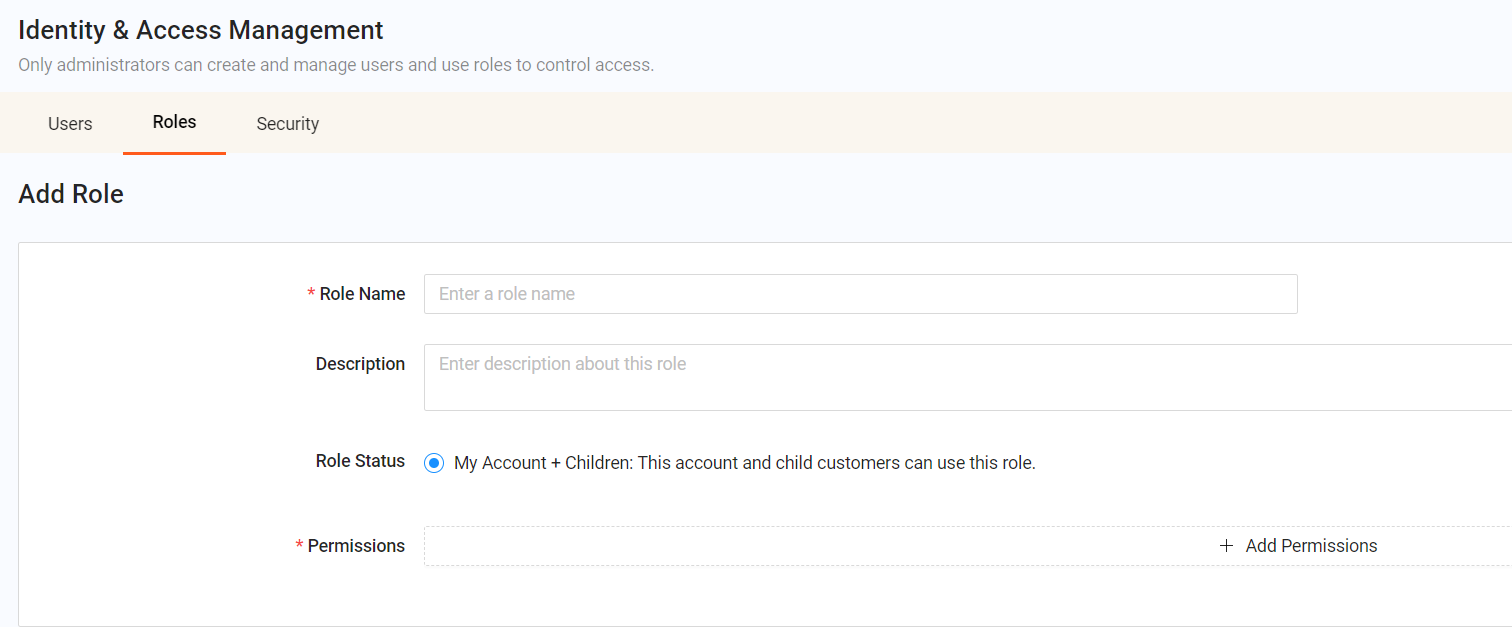 Identity & Access Management
Only administrators can create and manage users and use roles to control access.
Users Roles Security
Add Role
* Role Name Enter a role name
Description Enter description about this role
Role Status My Account + Children: This account and child customers can use this role.
* Permissions + Add Permissions